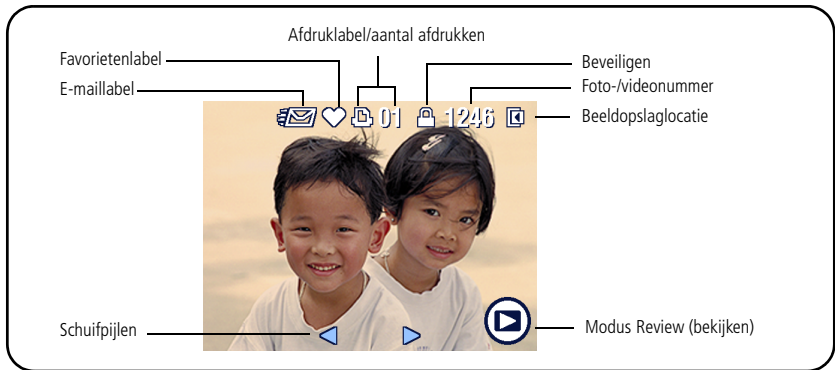 Afdruklabel/aantal afdrukken
Favorietenlabel
Beveiligen
E-maillabel
Foto-/videonummer
01 1246
Beeldopslaglocatie
Schuifpijlen
Modus Review (bekijken)